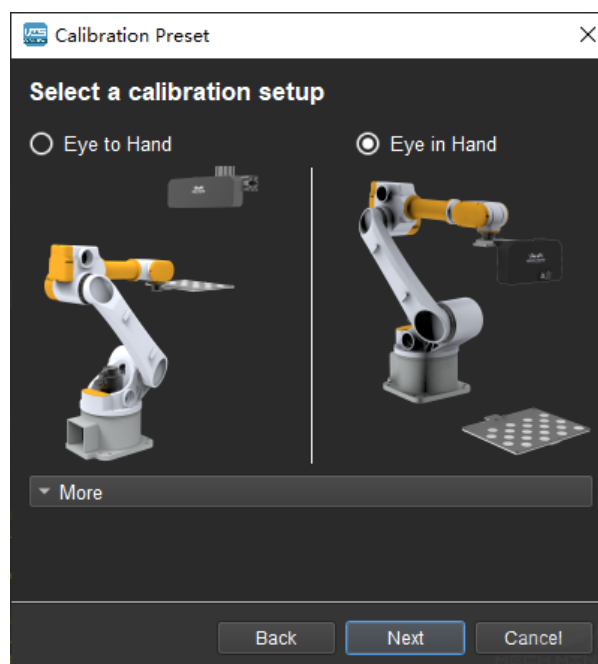 Calibration Preset
Select a calibration setup
Eye to Hand
Eye in Hand
More
Back
Next
Cancel